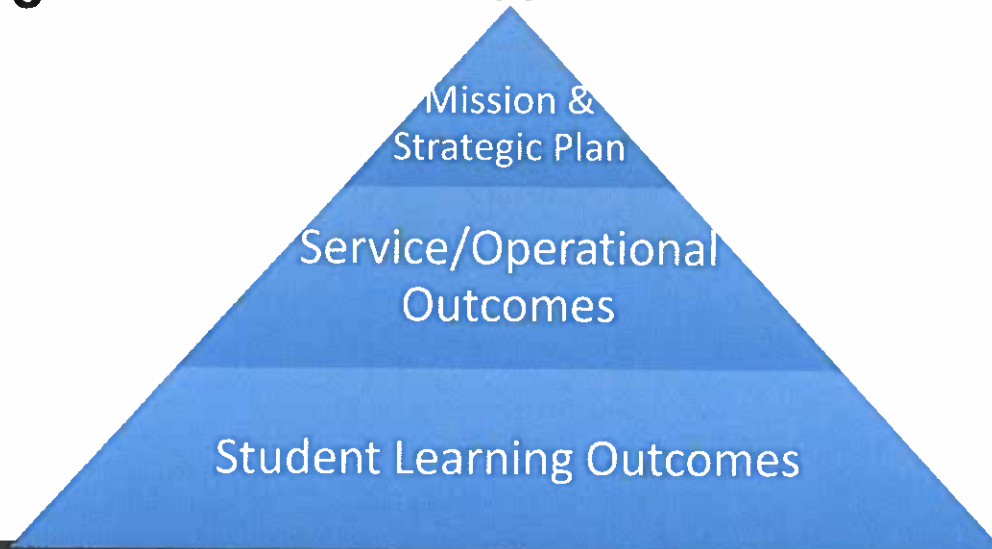 Mission &
Strategic Plan
Service/Operational
Outcomes
Student Learning Outcomes